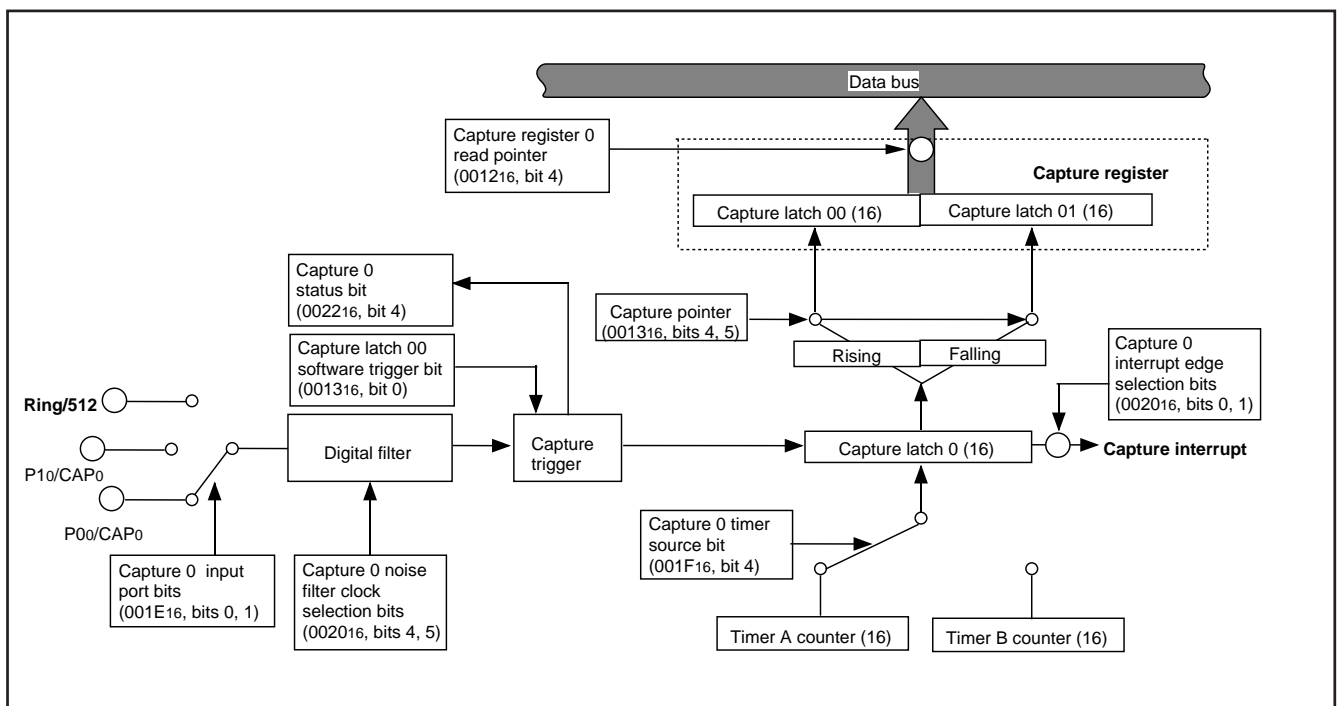 Data bus
Capture register 0
read pointer
(001216, bit 4)
Capture register
Capture latch 00 (16)
Capture latch 01 (16)
Capture 0
status bit
(002216, bit 4)
Capture pointer
(001316, bits 4, 5)
Capture latch 00
software trigger bit
(001316, bit 0)
Rising
Falling
Capture 0
interrupt edge
selection bits
(002016, bits 0, 1)
Ring/512
P10/CAP0
P00/CAP0
Digital filter
Capture
trigger
Capture latch 0 (16)
Capture interrupt
Capture 0 timer
source bit
(001F16, bit 4)
Capture 0 input
port bits
(001E16, bits 0, 1)
Capture 0 noise
filter clock
selection bits
(002016, bits 4, 5)
Timer A counter (16)
Timer B counter (16)